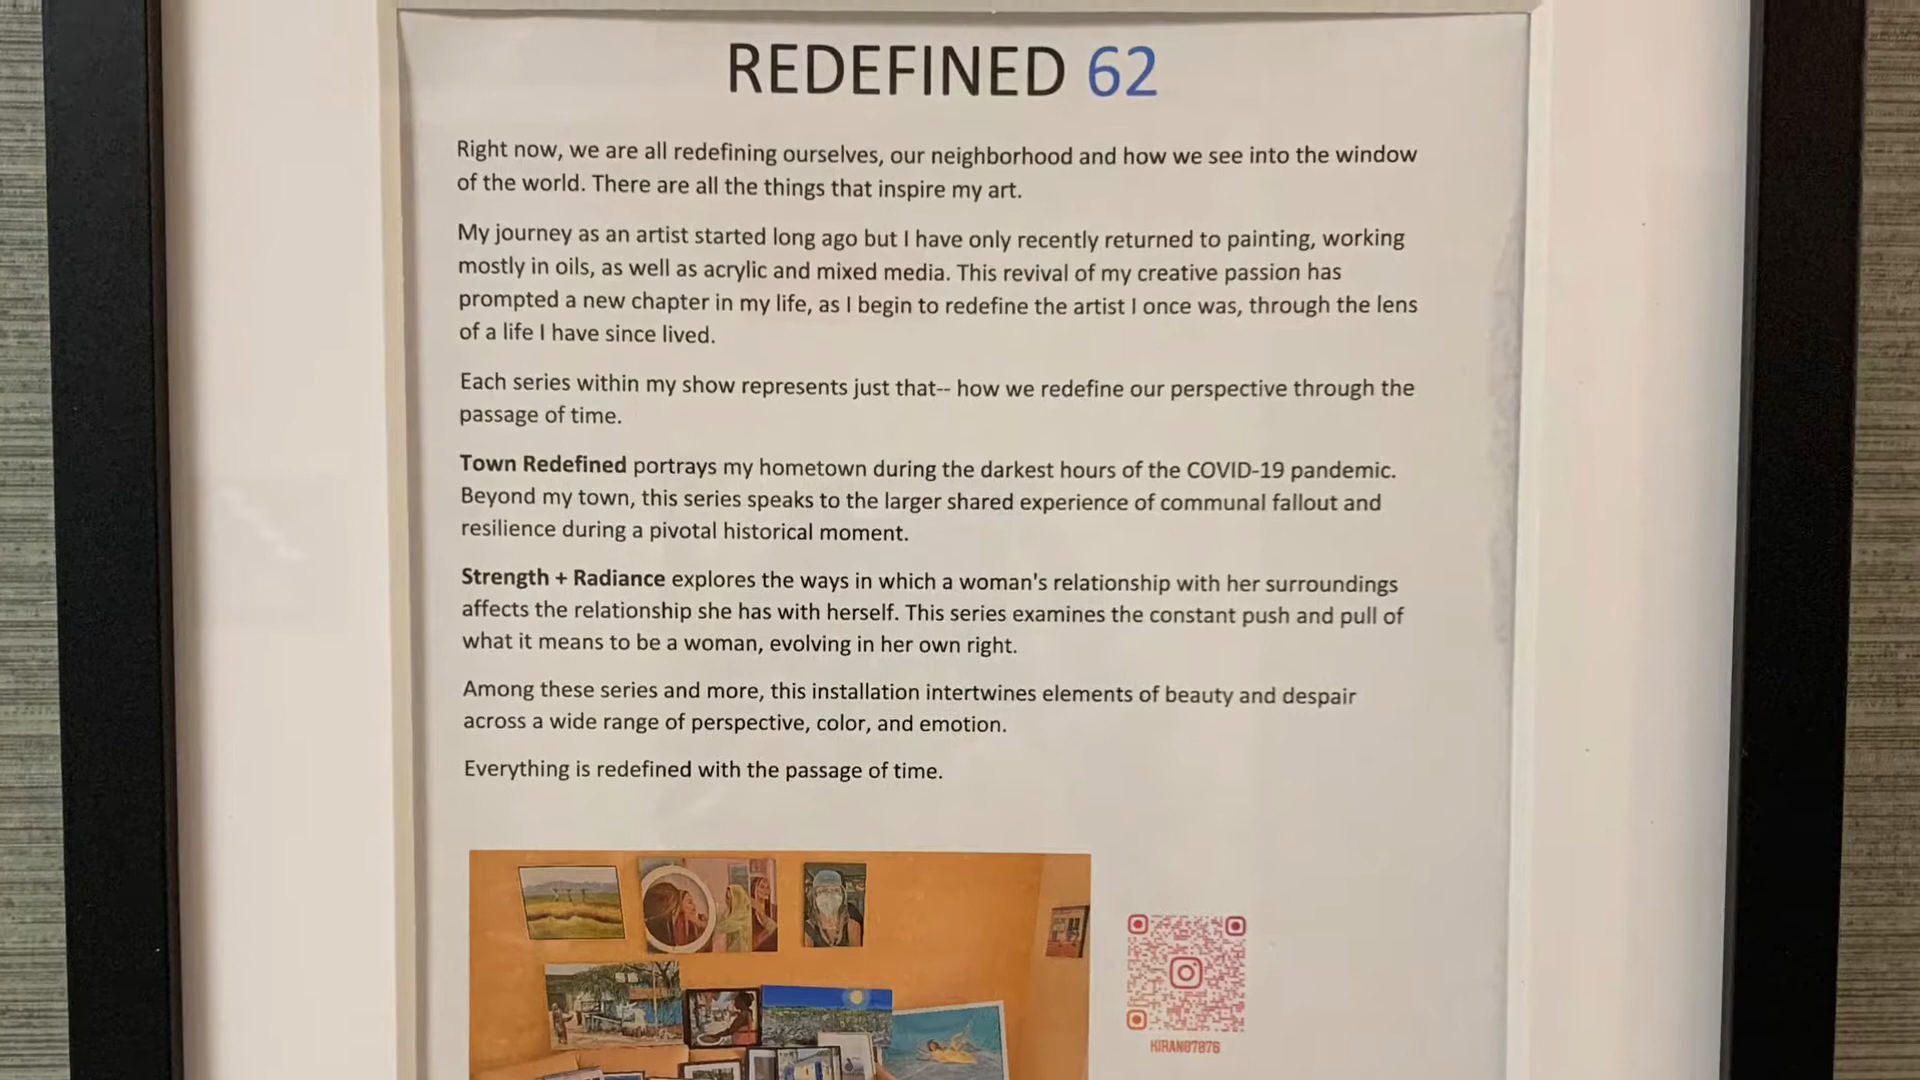 REDEFINED 62
Right now, we are all redefining ourselves, our neighborhood and how we see into the window
of the world. There are all the things that inspire my art.
My journey as an artist started long ago but I have only recently returned to painting, working
mostly in oils, as well as acrylic and mixed media. This revival of my creative passion has
prompted a new chapter in my life, as I begin to redefine the artist I once was, through the lens
of a life I have since lived.
Each series within my show represents just that-- how we redefine our perspective through the
passage of time.
Town Redefined portrays my hometown during the darkest hours of the COVID-19 pandemic.
Beyond my town, this series speaks to the larger shared experience of communal fallout and
resilience during a pivotal historical moment.
Strength + Radiance explores the ways in which a woman's relationship with her surroundings
affects the relationship she has with herself. This series examines the constant push and pull of
what it means to be a woman, evolving in her own right.
Among these series and more, this installation intertwines elements of beauty and despair
across a wide range of perspective, color, and emotion.
Everything is redefined with the passage of time.
KIRAN87876